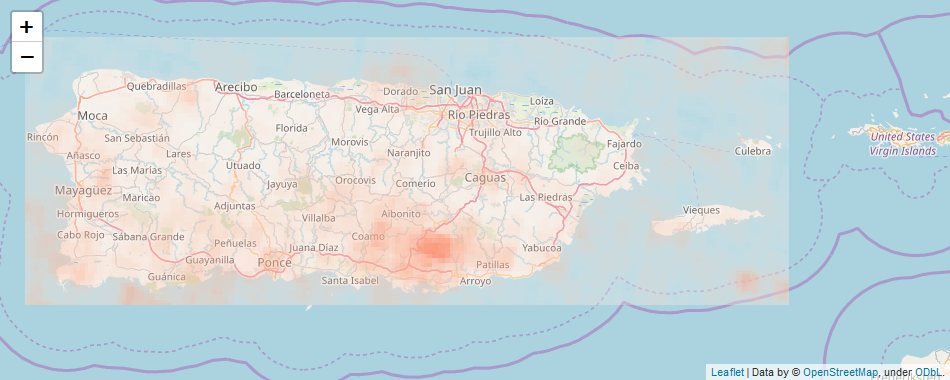 +
−
Quebradillas
Arecibo
Barceloneta
Dorado
San Juan
Loiza
Moca
Vega Alta
Río Piedras
Río Grande
Rincón
San Sebastián
Florida
Morovis
Trujillo Alto
Fajardo
United States
Virgin Islands
Añasco
Lares
Naranjito
Culebra
Las Marías
Utuado
Ceiba
Mayagüez
Jayuya
Orocovis
Comerio
Caguas
Maricao
Las Piedras
Hormigueros
Adjuntas
Villalba
Aibonito
Vieques
Cabo Rojo
Sábana Grande
Peñuelas
Juana Díaz
Coamo
Yabucoa
Guayanilla
Ponce
Patillas
Guánica
Santa Isabel
Arroyo
Leaflet | Data by © OpenStreetMap, under ODbL.